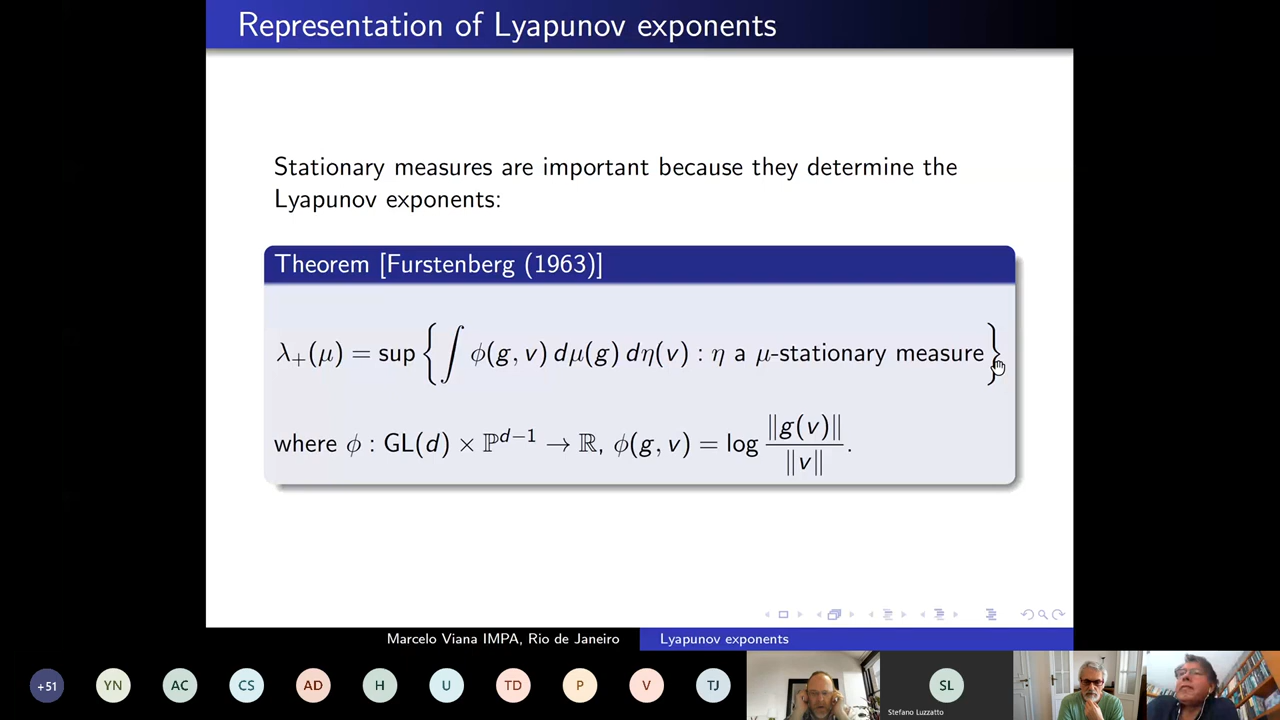 Representation of Lyapunov exponents
Stationary measures are important because they determine the
Lyapunov exponents:
Theorem [Furstenberg (1963)]
λ₊(μ) = sup { ∫ ϕ(g, v) dμ(g) dη(v) : η a μ-stationary measure }
where ϕ : GL(d) × ℙᵈ⁻¹ → ℝ, ϕ(g, v) = log ‖g(v)‖ / ‖v‖ .
Marcelo Viana IMPA, Rio de Janeiro Lyapunov exponents
+51 YN AC CS AD H U TD P V TJ SL
Stefano Luzzatto